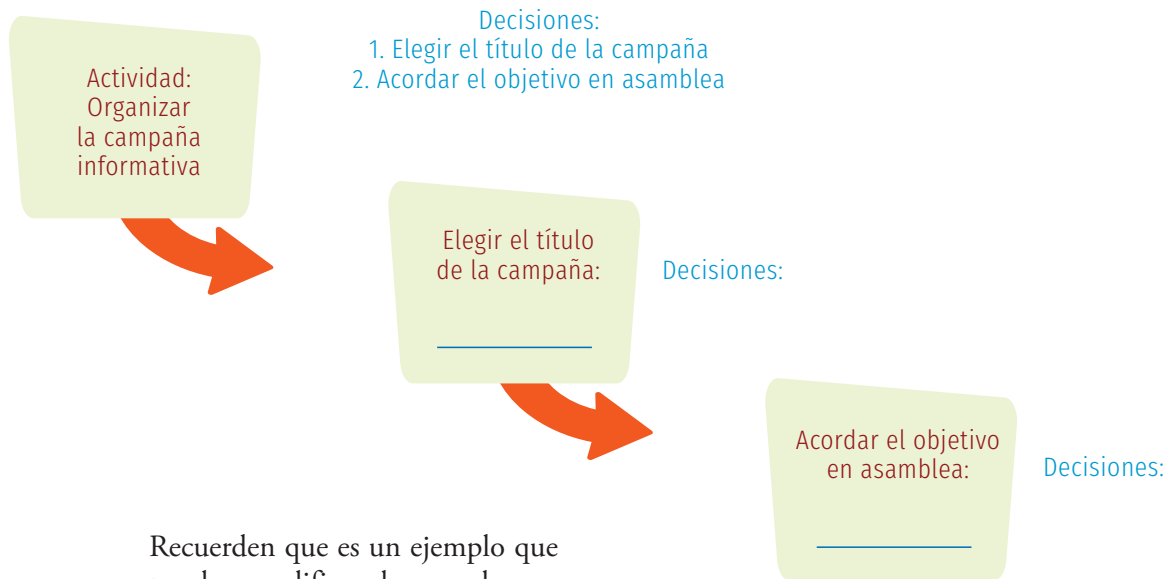 Decisiones:
1. Elegir el título de la campaña
2. Acordar el objetivo en asamblea
Actividad:
Organizar
la campaña
informativa
Elegir el título
de la campaña:
Decisiones:
Acordar el objetivo
en asamblea:
Decisiones:
Recuerden que es un ejemplo que